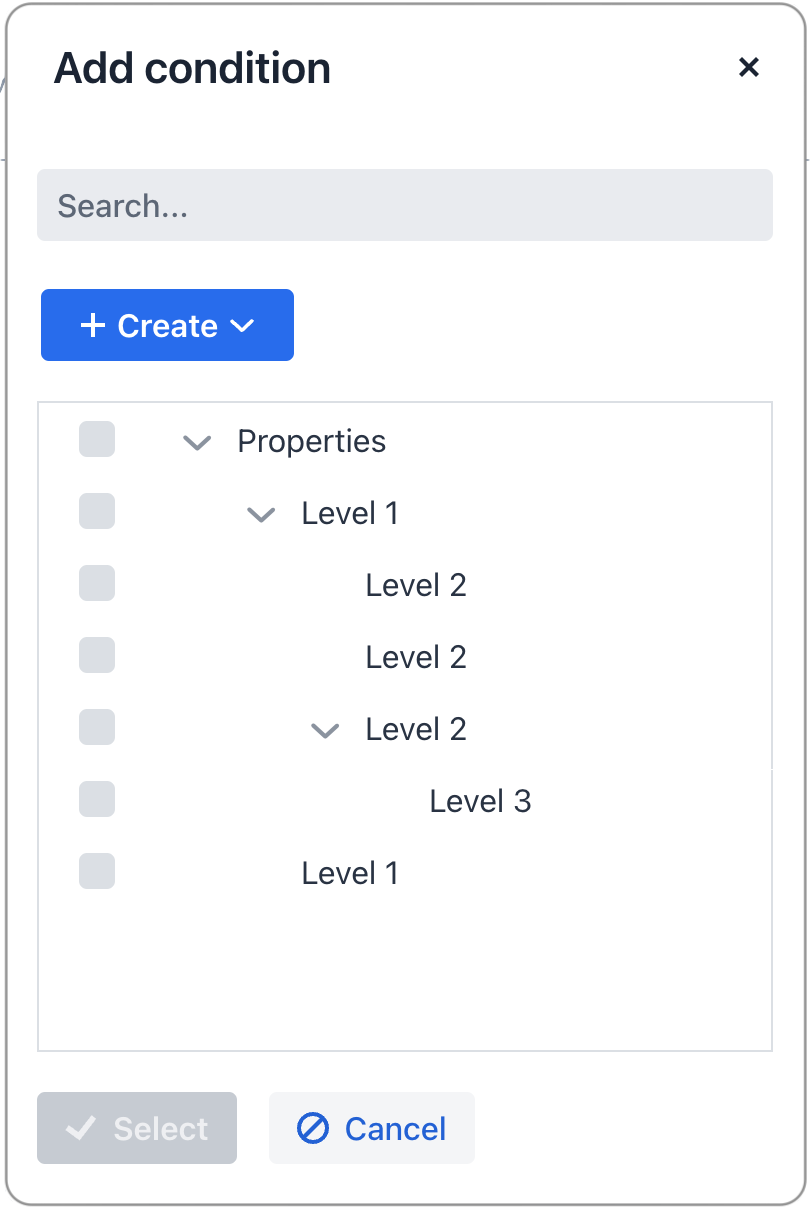 Add condition
Search...
Create
Properties
Level 1
Level 2
Level 2
Level 2
Level 3
Level 1
Select
Cancel